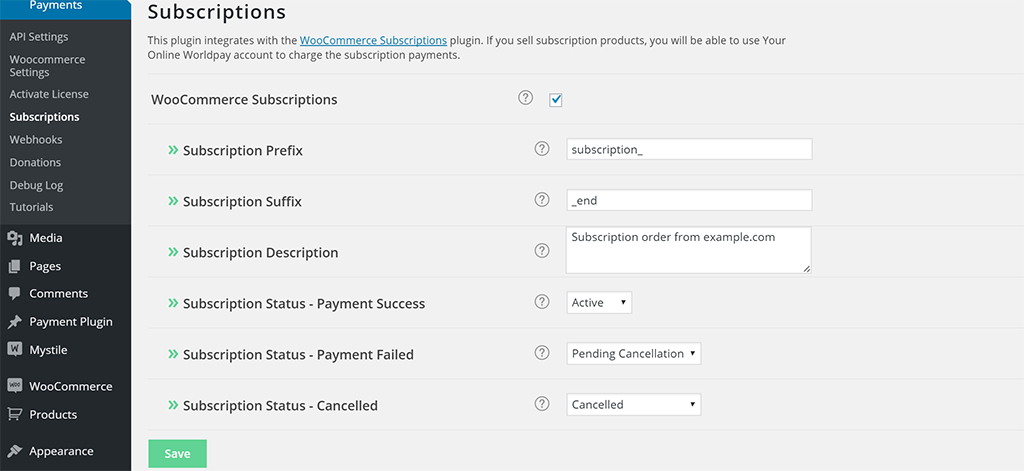 Payments
API Settings
Woocommerce
Settings
Activate License
Subscriptions
Webhooks
Donations
Debug Log
Tutorials
Media
Pages
Comments
Payment Plugin
Mystile
WooCommerce
Products
Appearance
Subscriptions
This plugin integrates with the WooCommerce Subscriptions plugin. If you sell subscription products, you will be able to use Your
Online Worldpay account to charge the subscription payments.
WooCommerce Subscriptions ?
» Subscription Prefix ? subscription_
» Subscription Suffix ? _end
» Subscription Description ? Subscription order from example.com
» Subscription Status - Payment Success ? Active
» Subscription Status - Payment Failed ? Pending Cancellation
» Subscription Status - Cancelled ? Cancelled
Save